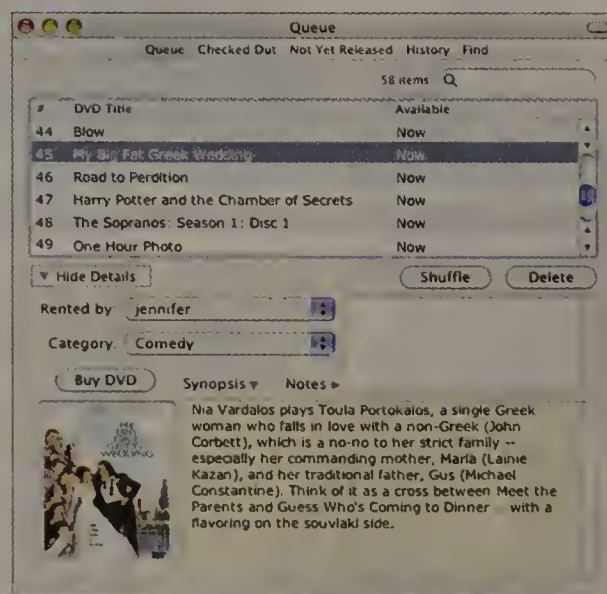 Queue
Queue Checked Out Not Yet Released History Find
58 items
# DVD Title Available
44 Blow Now
45 My Big Fat Greek Wedding Now
46 Road to Perdition Now
47 Harry Potter and the Chamber of Secrets Now
48 The Sopranos: Season 1: Disc 1 Now
49 One Hour Photo Now
Hide Details Shuffle Delete
Rented by jennifer
Category: Comedy
Buy DVD Synopsis Notes
Nia Vardalos plays Toula Portokalos, a single Greek
woman who falls in love with a non-Greek (John
Corbett), which is a no-no to her strict family --
especially her commanding mother, Maria (Lainie
Kazan), and her traditional father, Gus (Michael
Constantine). Think of it as a cross between Meet the
Parents and Guess Who's Coming to Dinner -- with a
flavoring on the souvlaki side.
MY
BIG
FAT
GREEK
WEDDING